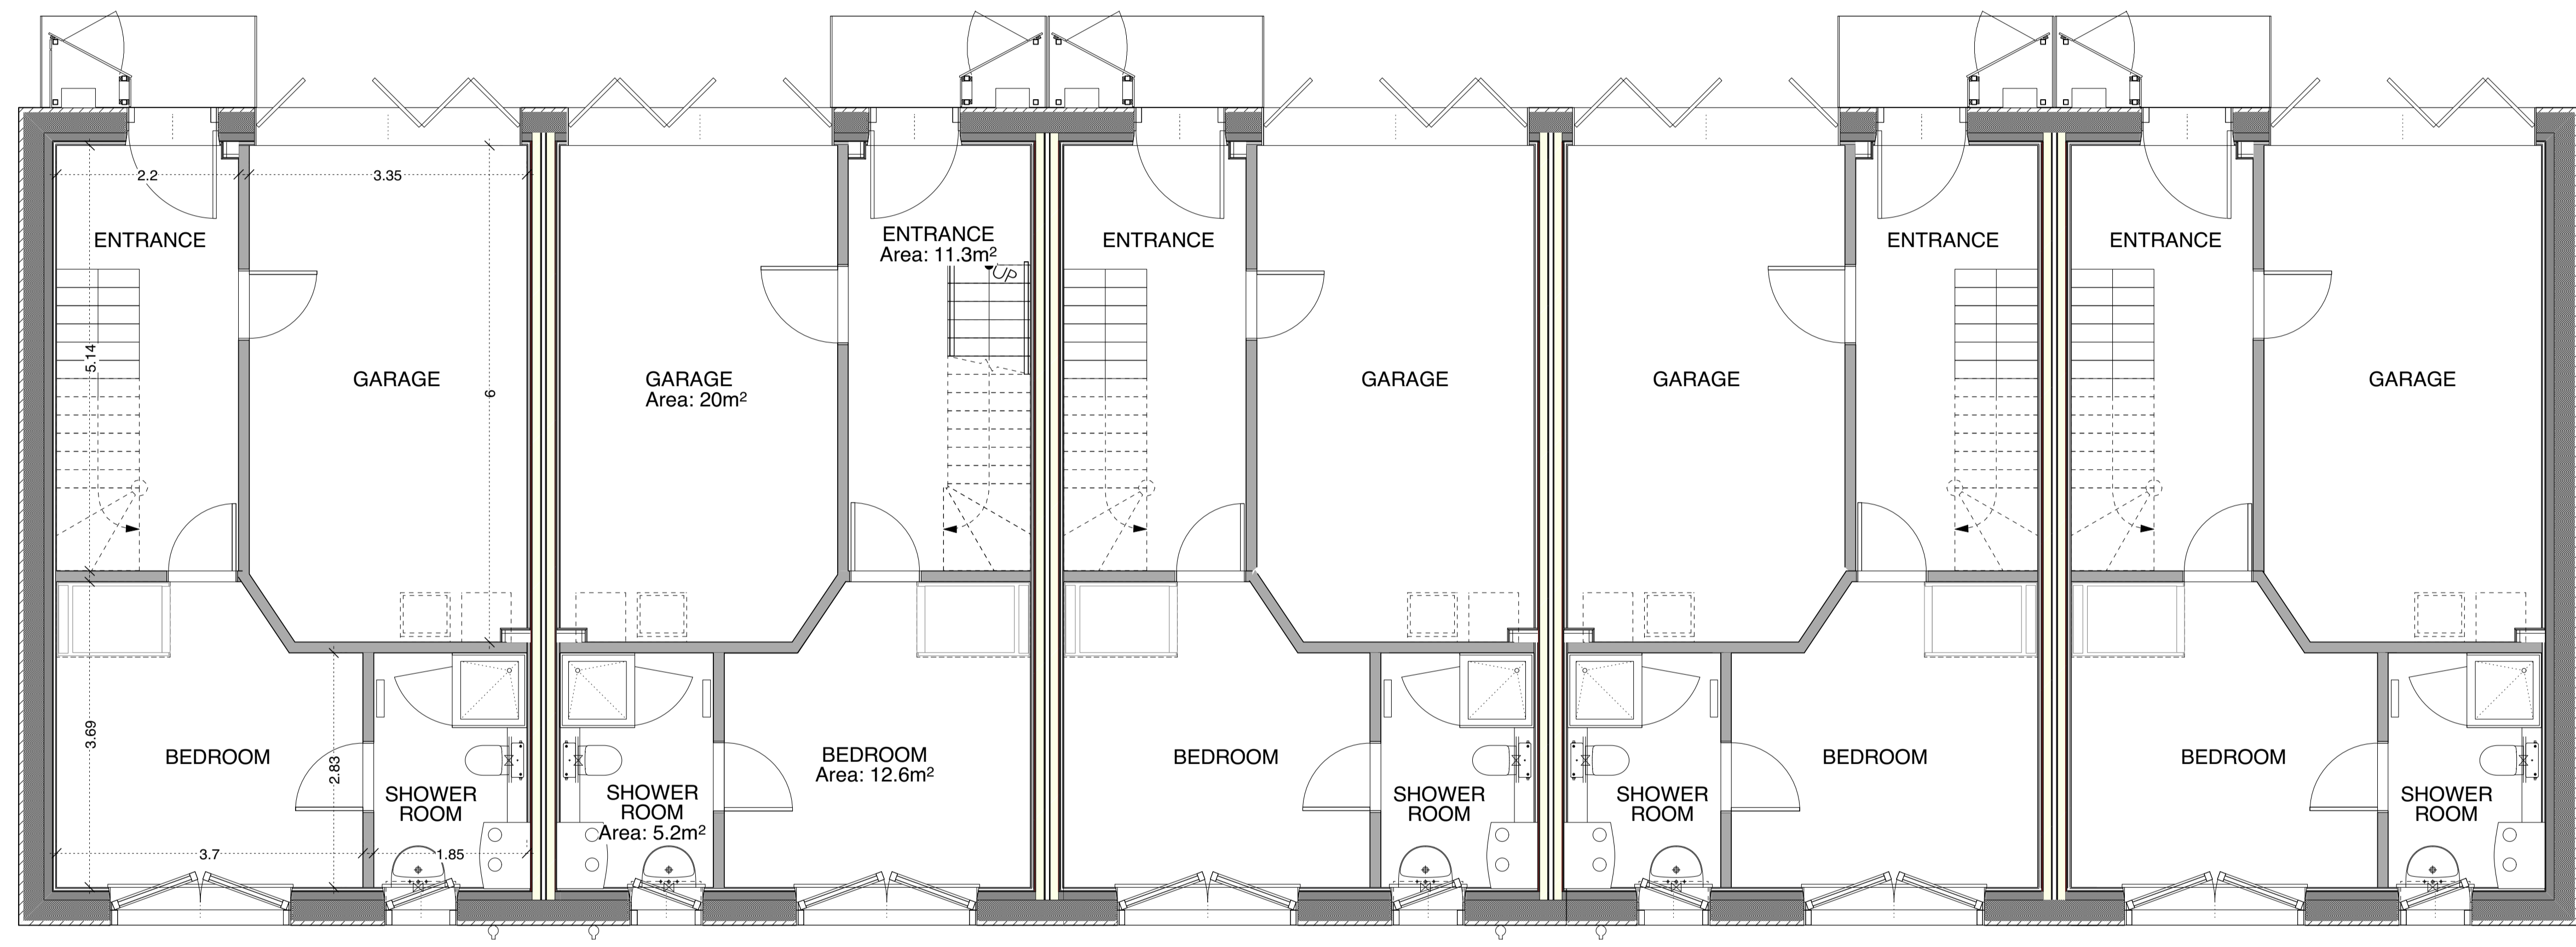 2.2
3.35
ENTRANCE
ENTRANCE
Area: 11.3m²
UP
ENTRANCE
ENTRANCE
ENTRANCE
5.14
6
GARAGE
GARAGE
Area: 20m²
GARAGE
GARAGE
GARAGE
3.69
BEDROOM
2.83
SHOWER
ROOM
SHOWER
ROOM
Area: 5.2m²
BEDROOM
Area: 12.6m²
BEDROOM
SHOWER
ROOM
SHOWER
ROOM
BEDROOM
BEDROOM
SHOWER
ROOM
3.7
1.85